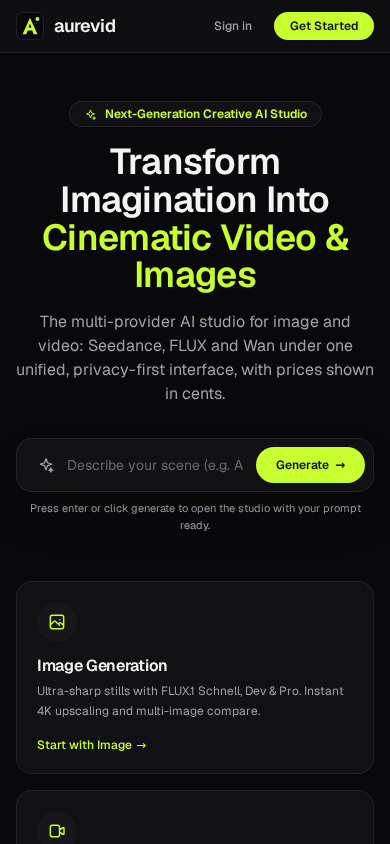 aurevid
Sign in
Get Started
Next-Generation Creative AI Studio
Transform
Imagination Into
Cinematic Video &
Images
The multi-provider AI studio for image and
video: Seedance, FLUX and Wan under one
unified, privacy-first interface, with prices shown
in cents.
Describe your scene (e.g. A
Generate →
Press enter or click generate to open the studio with your prompt
ready.
Image Generation
Ultra-sharp stills with FLUX.1 Schnell, Dev & Pro. Instant
4K upscaling and multi-image compare.
Start with Image →